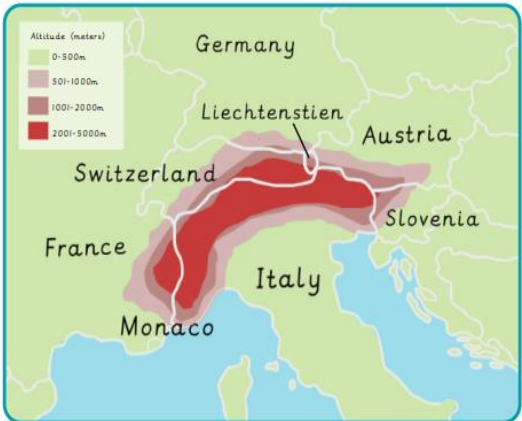 Altitude (meters)
0-500m
501-1000m
1001-2000m
2001-5000m
Germany
Liechtenstien
Austria
Switzerland
Slovenia
France
Italy
Monaco